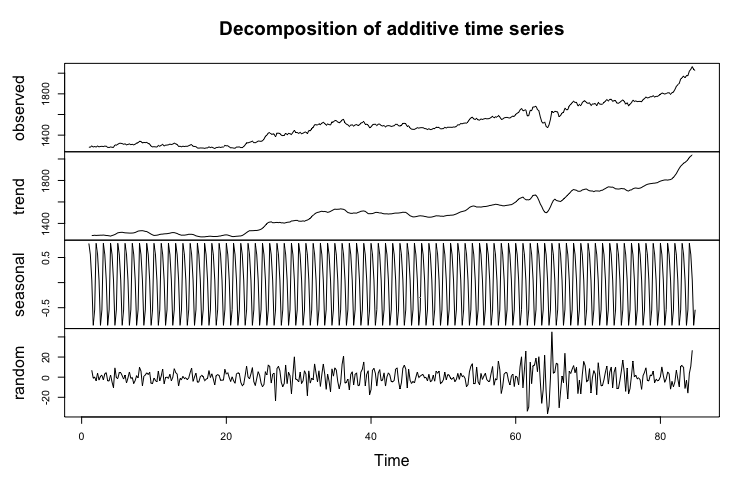 Decomposition of additive time series
observed
1400 1800
trend
1400 1800
seasonal
-0.5 0.5
random
-20 0 20
0 20 40 60 80
Time